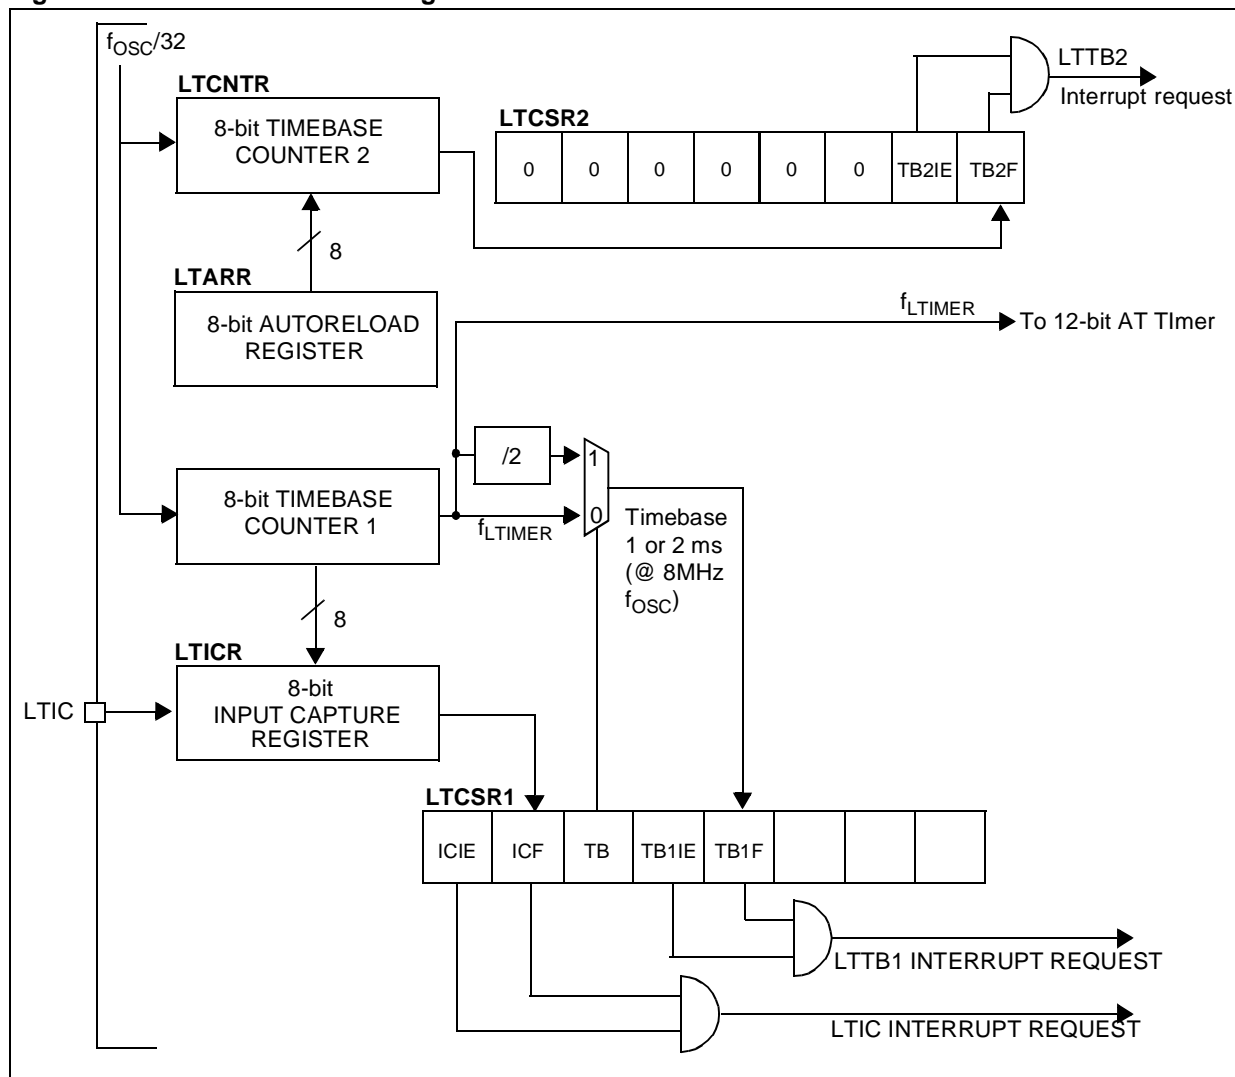 fOSC/32
LTTB2
Interrupt request
LTCNTR
8-bit TIMEBASE
COUNTER 2
LTCSR2
0 0 0 0 0 0 TB2IE TB2F
8
LTARR
8-bit AUTORELOAD
REGISTER
fLTIMER
To 12-bit AT TImer
/2
1
8-bit TIMEBASE
COUNTER 1
fLTIMER
0
Timebase
1 or 2 ms
(@ 8MHz
fOSC)
8
LTICR
LTIC
8-bit
INPUT CAPTURE
REGISTER
LTCSR1
ICIE ICF TB TB1IE TB1F
LTTB1 INTERRUPT REQUEST
LTIC INTERRUPT REQUEST